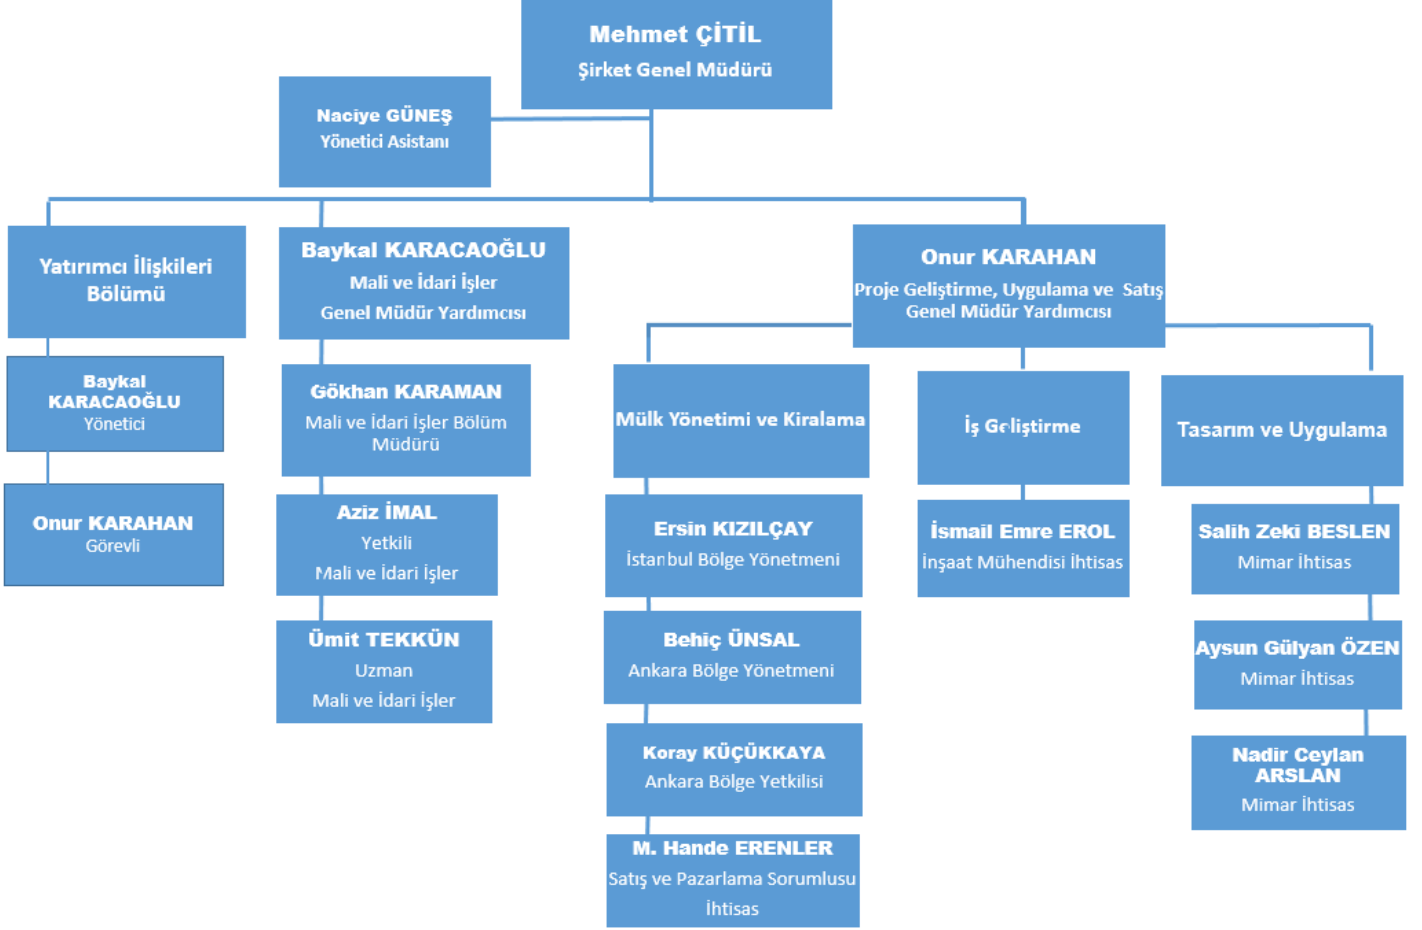 Mehmet ÇİTİL
Şirket Genel Müdürü
Naciye GÜNEŞ
Yönetici Asistanı
Yatırımcı İlişkileri
Bölümü
Baykal
KARACAOĞLU
Yönetici
Onur KARAHAN
Görevli
Baykal KARACAOĞLU
Mali ve İdari İşler
Genel Müdür Yardımcısı
Gökhan KARAMAN
Mali ve İdari İşler Bölüm
Müdürü
Aziz İMAL
Yetkili
Mali ve İdari İşler
Ümit TEKKÜN
Uzman
Mali ve İdari İşler
Onur KARAHAN
Proje Geliştirme, Uygulama ve Satış
Genel Müdür Yardımcısı
Mülk Yönetimi ve Kiralama
Ersin KIZILÇAY
İstanbul Bölge Yönetmeni
Behiç ÜNSAL
Ankara Bölge Yönetmeni
Koray KÜÇÜKKAYA
Ankara Bölge Yetkilisi
M. Hande ERENLER
Satış ve Pazarlama Sorumlusu
İhtisas
İş Geliştirme
İsmail Emre EROL
İnşaat Mühendisi İhtisas
Tasarım ve Uygulama
Salih Zeki BESLEN
Mimar İhtisas
Aysun Gülyan ÖZEN
Mimar İhtisas
Nadir Ceylan
ARSLAN
Mimar İhtisas